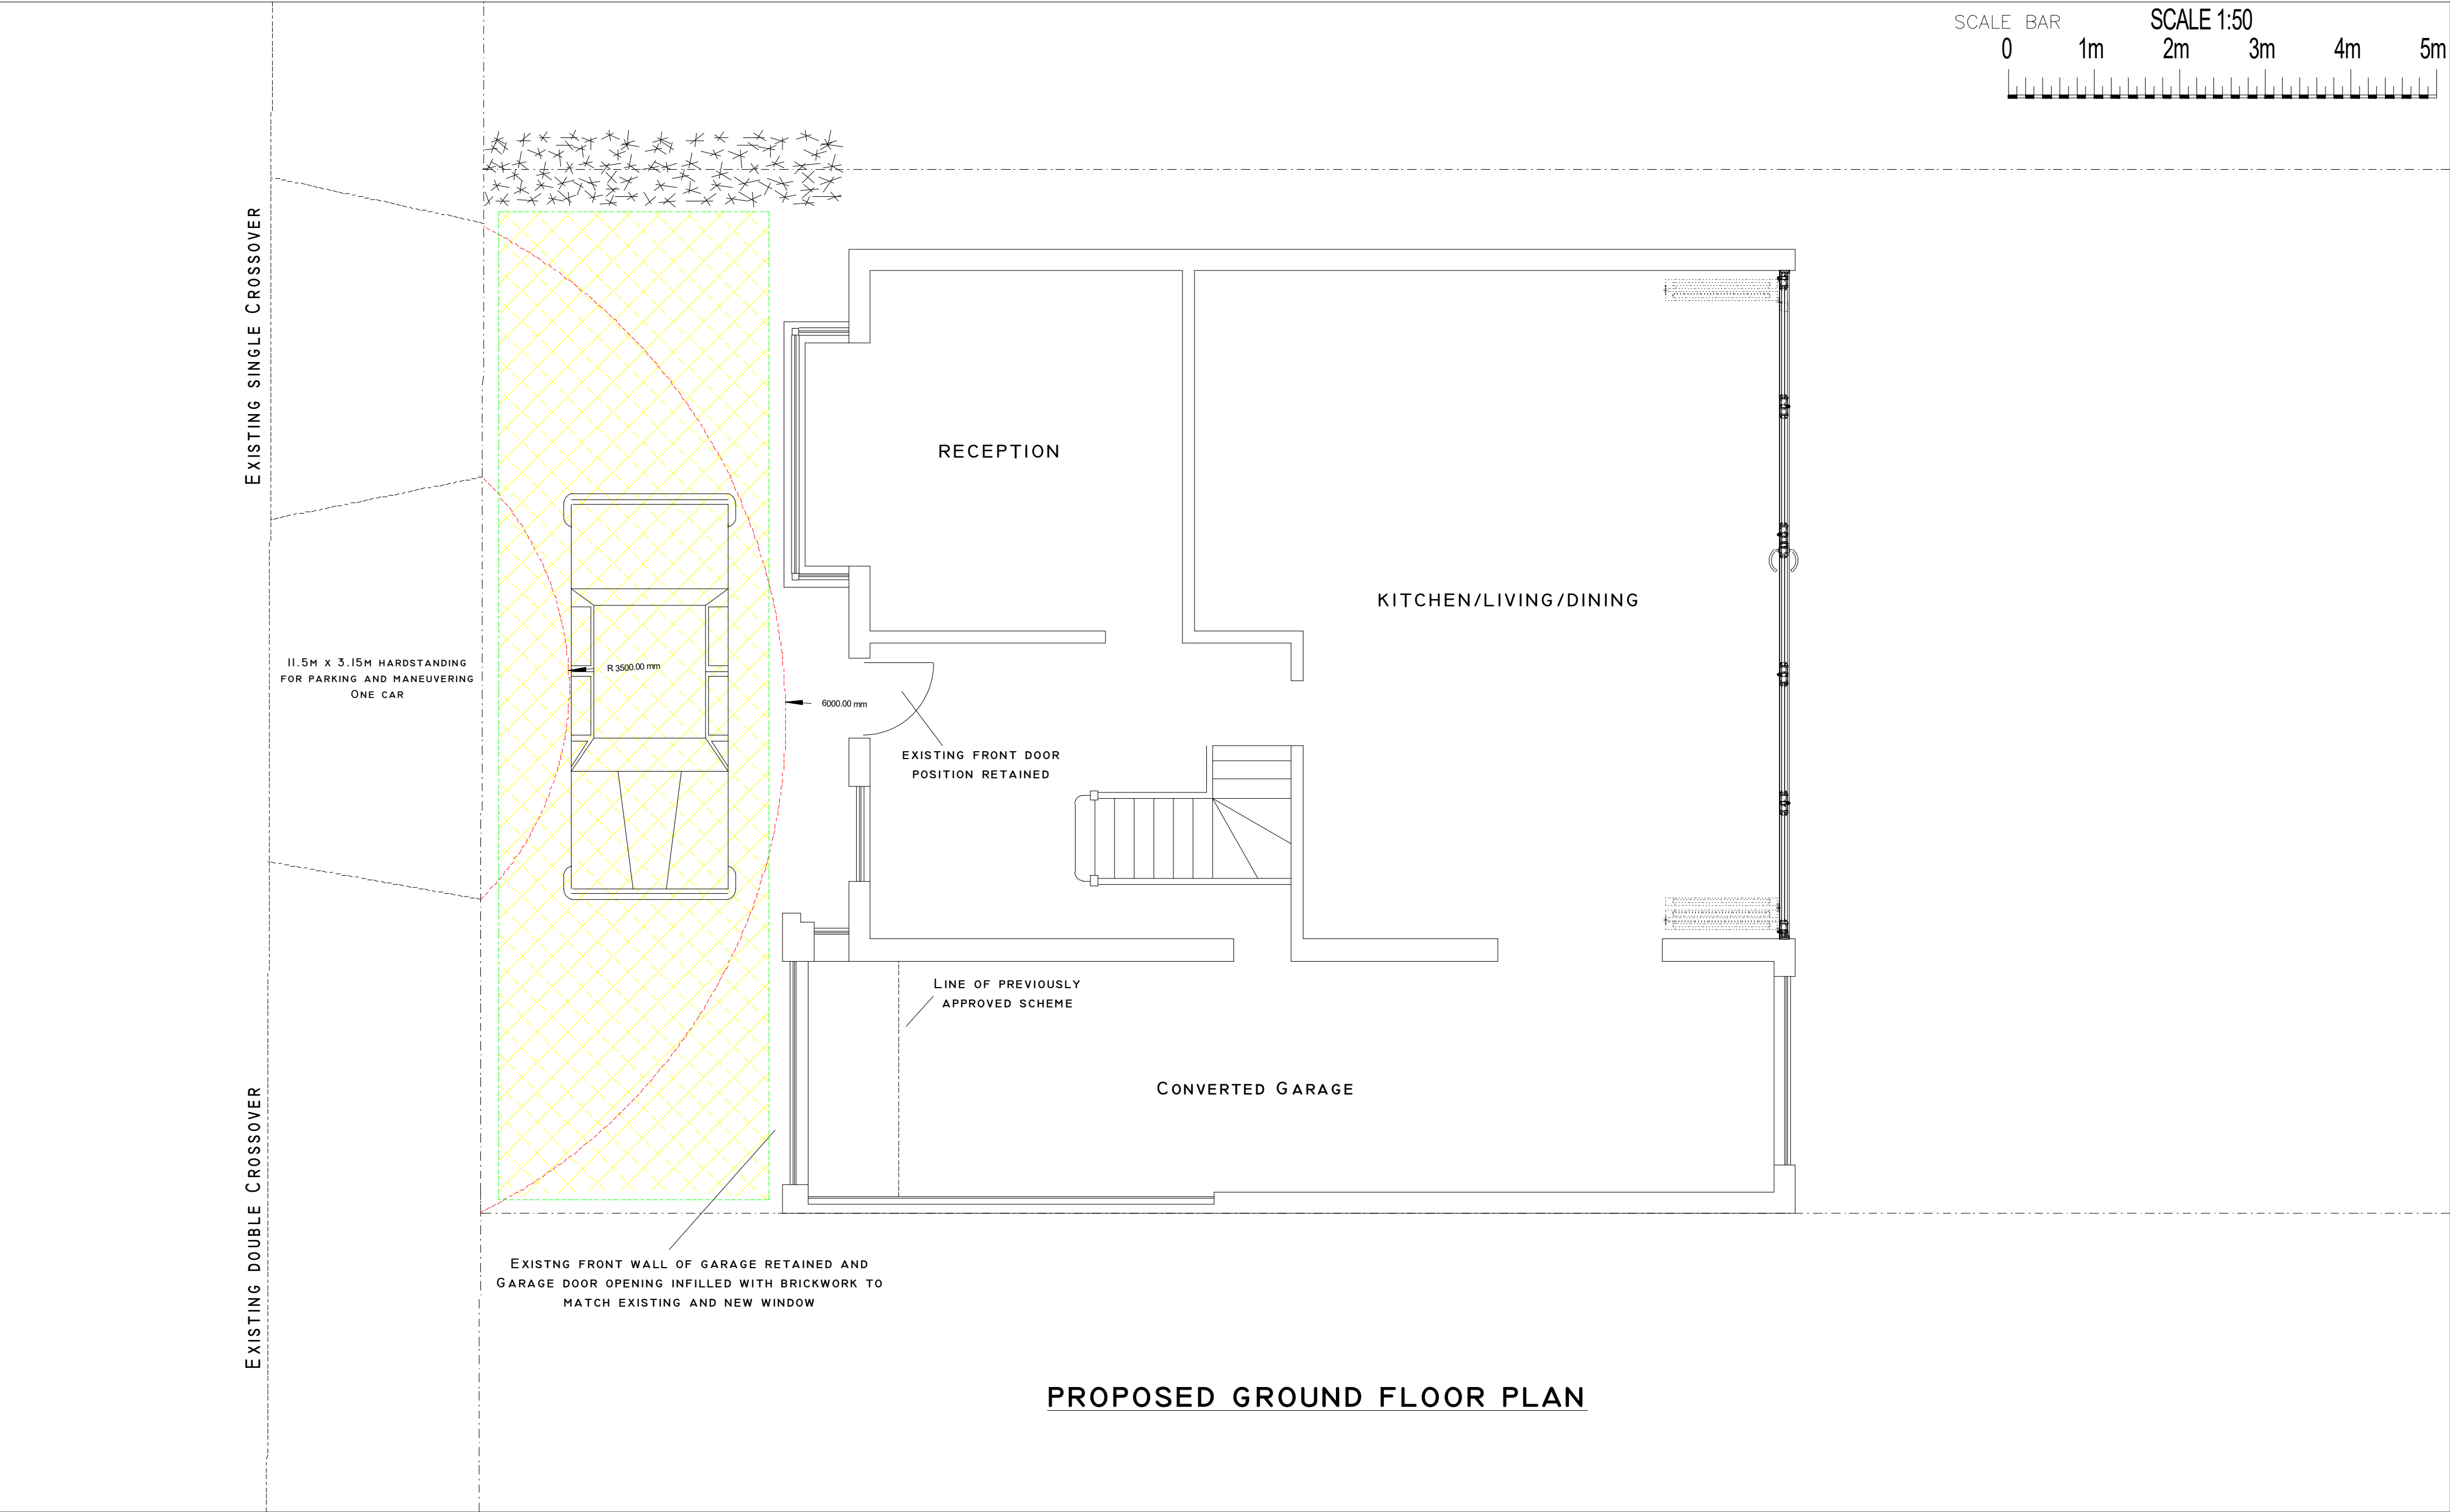 SCALE BAR SCALE 1:50
0 1m 2m 3m 4m 5m
Existing single Crossover
RECEPTION
KITCHEN/LIVING/DINING
11.5m x 3.15m hardstanding
for parking and maneuvering
One car
R 3500.00 mm
6000.00 mm
existing front door
position retained
Line of previously
approved scheme
Converted Garage
Existing double Crossover
Existng front wall of garage retained and
Garage door opening infilled with brickwork to
match existing and new window
PROPOSED GROUND FLOOR PLAN